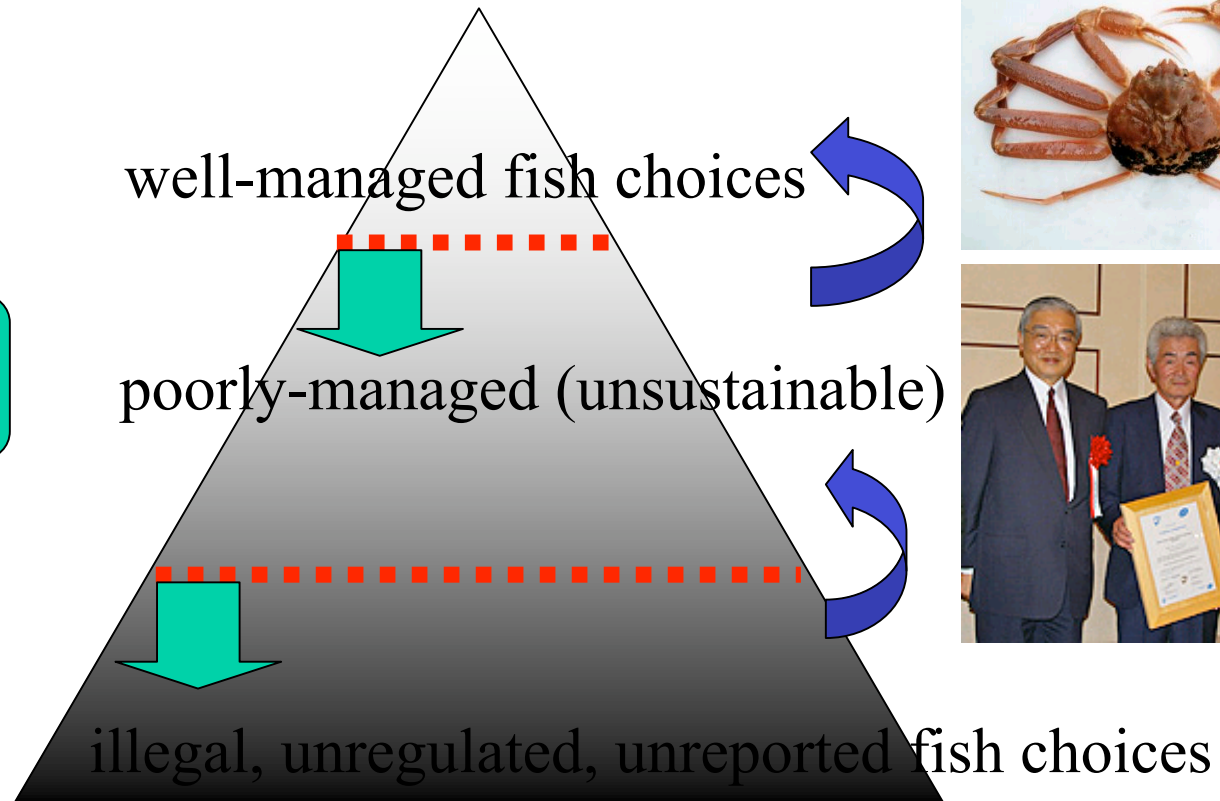 well-managed fish choices
poorly-managed (unsustainable)
illegal, unregulated, unreported fish choices